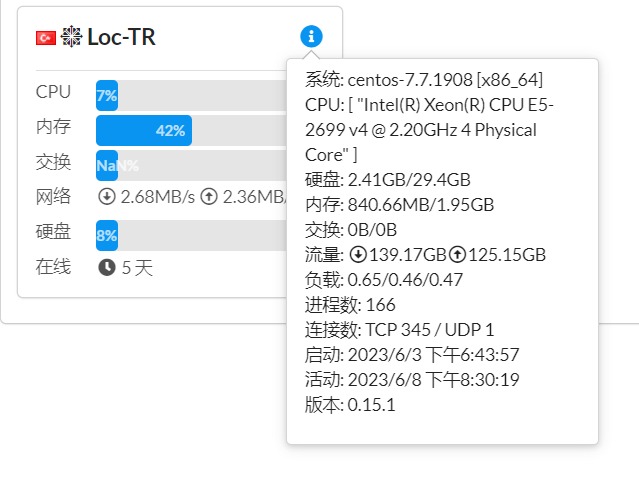 Loc-TR
CPU 7%
内存 42%
交换 NaN%
网络 2.68MB/s 2.36MB/
硬盘 8%
在线 5 天
系统: centos-7.7.1908 [x86_64]
CPU: [ "Intel(R) Xeon(R) CPU E5-
2699 v4 @ 2.20GHz 4 Physical
Core" ]
硬盘: 2.41GB/29.4GB
内存: 840.66MB/1.95GB
交换: 0B/0B
流量: 139.17GB 125.15GB
负载: 0.65/0.46/0.47
进程数: 166
连接数: TCP 345 / UDP 1
启动: 2023/6/3 下午6:43:57
活动: 2023/6/8 下午8:30:19
版本: 0.15.1